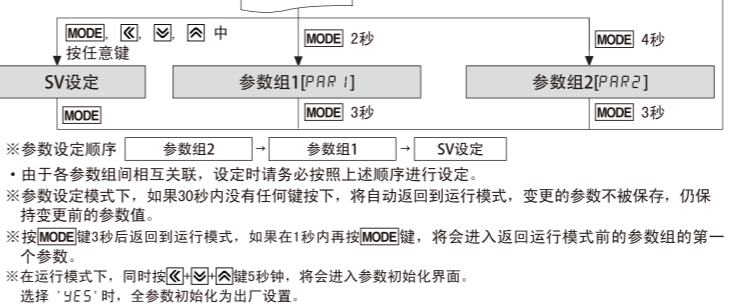 MODE, ≪, ︾, ︽ 中
按任意键
MODE 2秒
MODE 4秒
SV设定
参数组1[PAR1]
参数组2[PAR2]
MODE
MODE 3秒
MODE 3秒
※参数设定顺序 参数组2 → 参数组1 → SV设定
•由于各参数组间相互关联，设定时请务必按照上述顺序进行设定。
※参数设定模式下，如果30秒内没有任何键按下，将自动返回到运行模式，变更的参数不被保存，仍保
持变更前的参数值。
※按MODE键3秒后返回到运行模式，如果在1秒内再按MODE键，将会进入返回运行模式前的参数组的第一
个参数。
※在运行模式下，同时按≪+︾+︽键5秒钟，将会进入参数初始化界面。
选择 'YES' 时，全参数初始化为出厂设置。